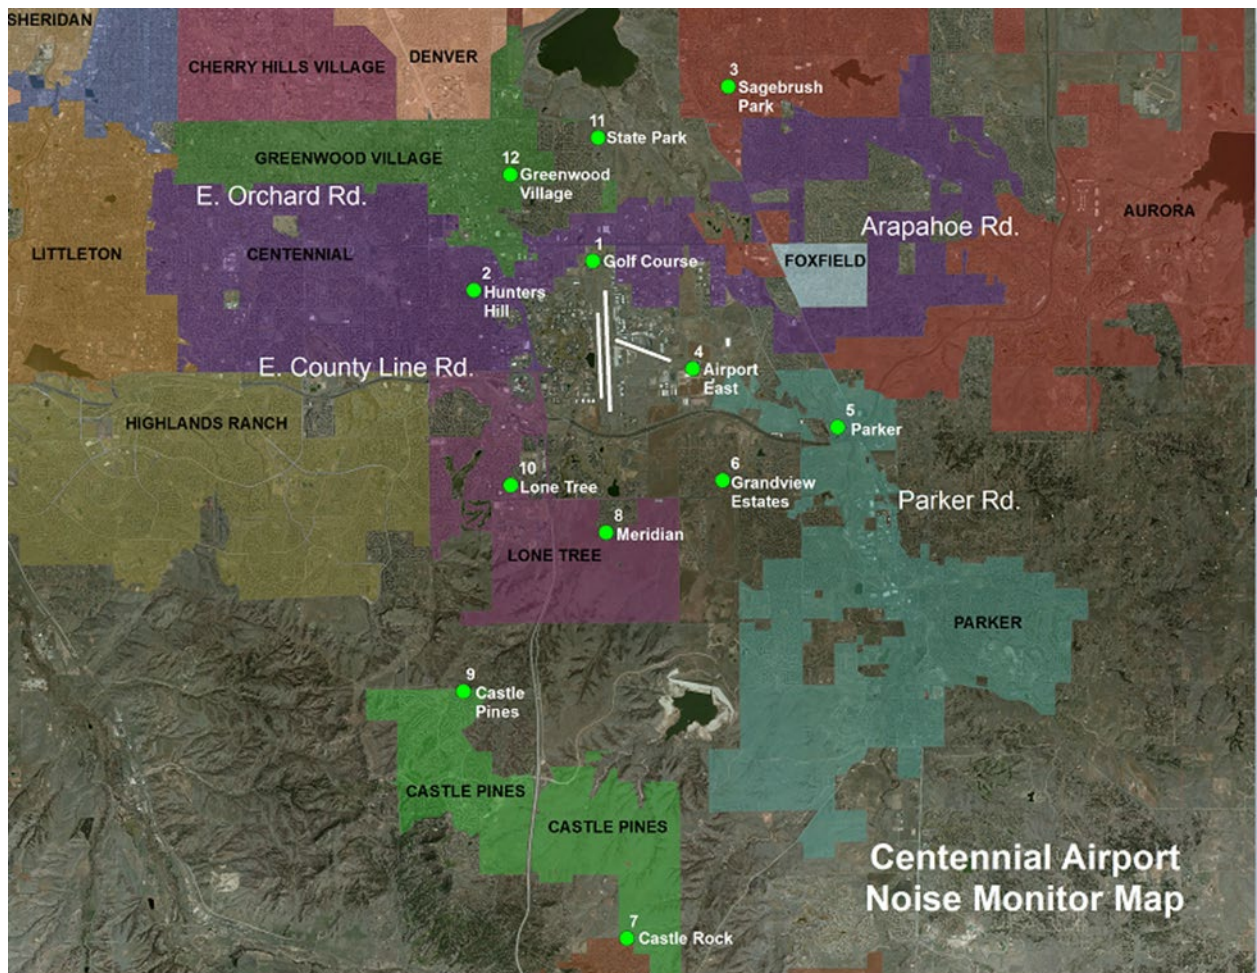 SHERIDAN
CHERRY HILLS VILLAGE
DENVER
3
Sagebrush
Park
11
State Park
GREENWOOD VILLAGE
12
Greenwood
Village
E. Orchard Rd.
Arapahoe Rd.
AURORA
LITTLETON
CENTENNIAL
1
Golf Course
FOXFIELD
2
Hunters
Hill
E. County Line Rd.
4
Airport
East
HIGHLANDS RANCH
5
Parker
10
Lone Tree
6
Grandview
Estates
Parker Rd.
8
Meridian
LONE TREE
PARKER
9
Castle
Pines
CASTLE PINES
CASTLE PINES
Centennial Airport
Noise Monitor Map
7
Castle Rock